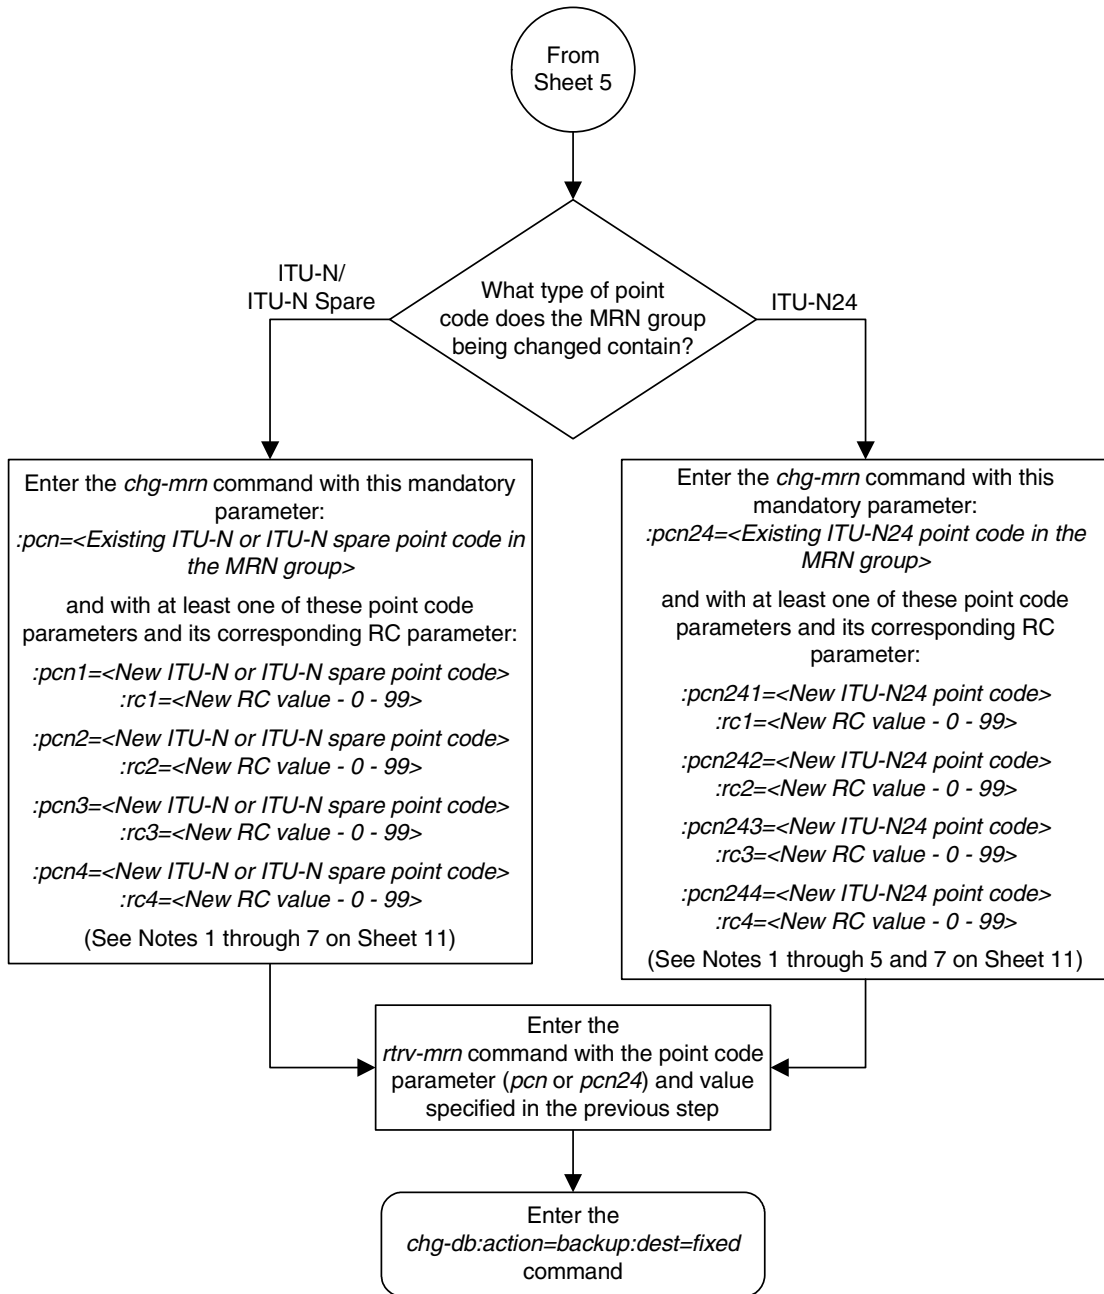 From
Sheet 5
What type of point
code does the MRN group
being changed contain?
ITU-N/
ITU-N Spare
ITU-N24
Enter the chg-mrn command with this mandatory
parameter:
:pcn=<Existing ITU-N or ITU-N spare point code in
the MRN group>
and with at least one of these point code
parameters and its corresponding RC parameter:
:pcn1=<New ITU-N or ITU-N spare point code>
:rc1=<New RC value - 0 - 99>
:pcn2=<New ITU-N or ITU-N spare point code>
:rc2=<New RC value - 0 - 99>
:pcn3=<New ITU-N or ITU-N spare point code>
:rc3=<New RC value - 0 - 99>
:pcn4=<New ITU-N or ITU-N spare point code>
:rc4=<New RC value - 0 - 99>
(See Notes 1 through 7 on Sheet 11)
Enter the chg-mrn command with this
mandatory parameter:
:pcn24=<Existing ITU-N24 point code in the
MRN group>
and with at least one of these point code
parameters and its corresponding RC
parameter:
:pcn241=<New ITU-N24 point code>
:rc1=<New RC value - 0 - 99>
:pcn242=<New ITU-N24 point code>
:rc2=<New RC value - 0 - 99>
:pcn243=<New ITU-N24 point code>
:rc3=<New RC value - 0 - 99>
:pcn244=<New ITU-N24 point code>
:rc4=<New RC value - 0 - 99>
(See Notes 1 through 5 and 7 on Sheet 11)
Enter the
rtrv-mrn command with the point code
parameter (pcn or pcn24) and value
specified in the previous step
Enter the
chg-db:action=backup:dest=fixed
command